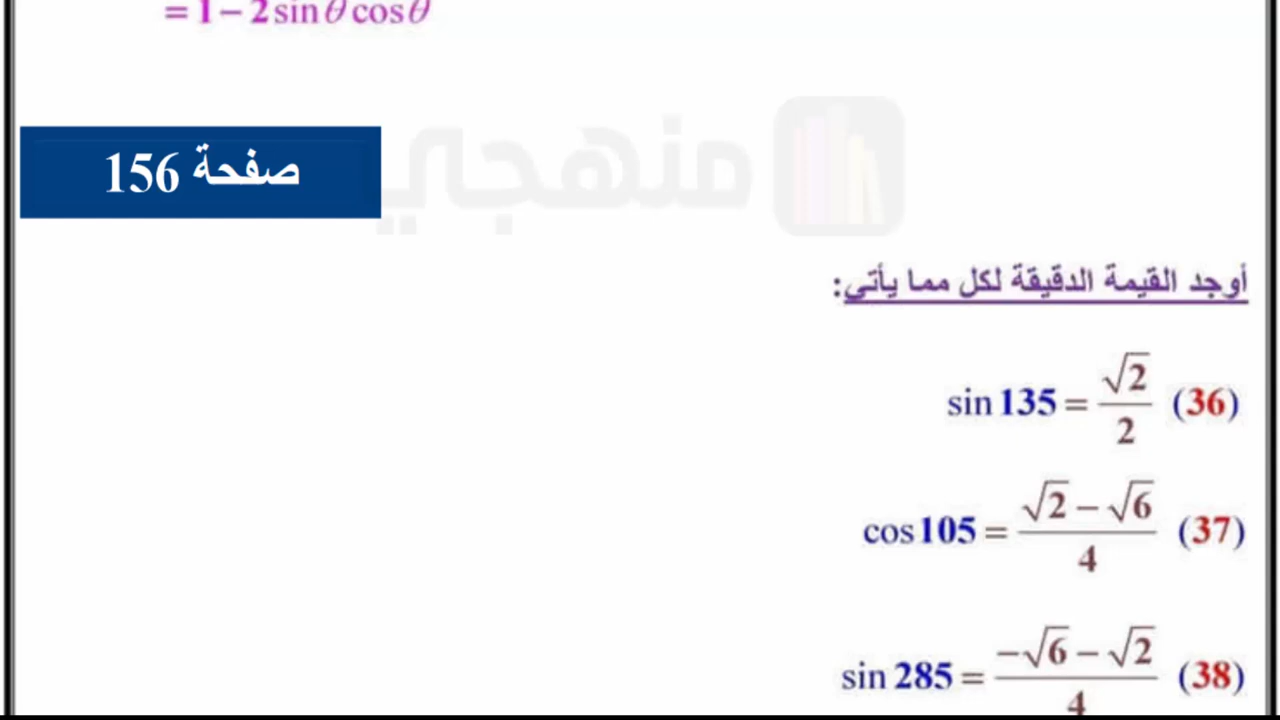 = 1 − 2 sin θ cos θ
منهجي
صفحة 156
أوجد القيمة الدقيقة لكل مما يأتي:
(36) sin 135 = √2/2
(37) cos 105 = (√2 − √6)/4
(38) sin 285 = (−√6 − √2)/4